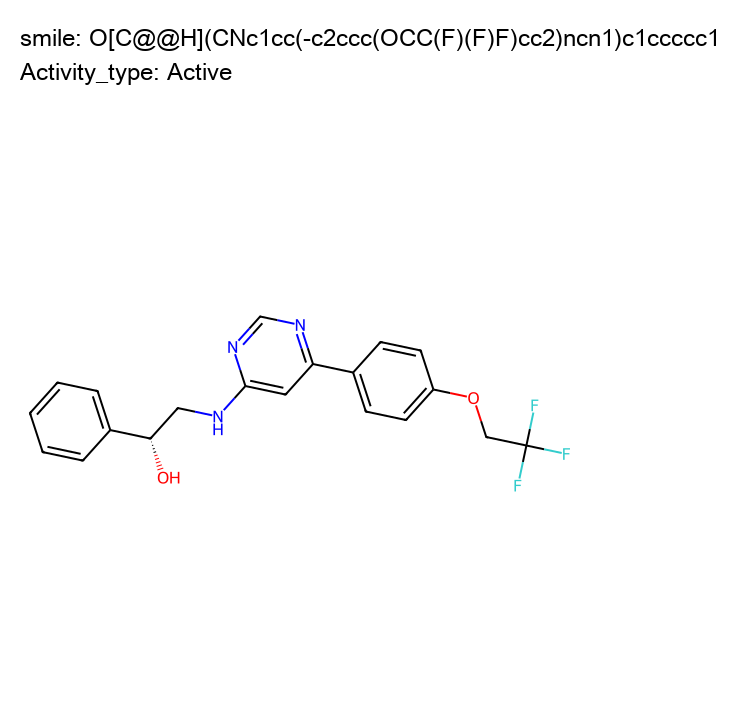 smile: O[C@@H](CNc1cc(-c2ccc(OCC(F)(F)F)cc2)ncn1)c1ccccc1
Activity_type: Active
N
N
O
F
F
N
H
F
OH